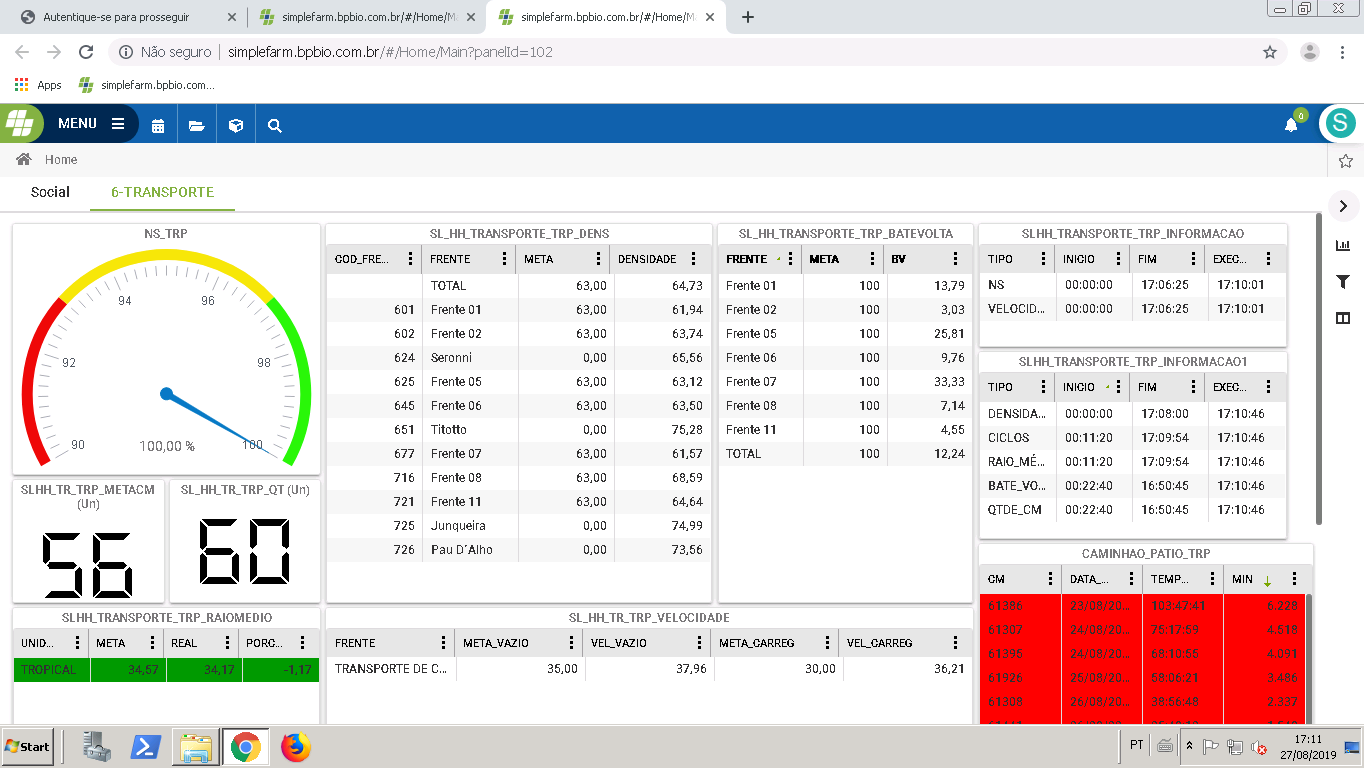 Autentique-se para prosseguir
simplefarm.bpbio.com.br/#/Home/M
simplefarm.bpbio.com.br/#/Home/M
Não seguro | simplefarm.bpbio.com.br/#/Home/Main?panelId=102
Apps simplefarm.bpbio.com...
MENU 0 S
Home
Social 6-TRANSPORTE
NS_TRP
90 92 94 96 98 100
100,00 %
SLHH_TR_TRP_METACM (Un)
56
SL_HH_TR_TRP_QT (Un)
60
SLHH_TRANSPORTE_TRP_RAIOMEDIO
UNID... META REAL PORC...
TROPICAL 34,57 34,17 -1,17
SL_HH_TRANSPORTE_TRP_DENS
COD_FRE... FRENTE META DENSIDADE
TOTAL 63,00 64,73
601 Frente 01 63,00 61,94
602 Frente 02 63,00 63,74
624 Seronni 0,00 65,56
625 Frente 05 63,00 63,12
645 Frente 06 63,00 63,50
651 Titotto 0,00 75,28
677 Frente 07 63,00 61,57
716 Frente 08 63,00 68,59
721 Frente 11 63,00 64,64
725 Junqueira 0,00 74,99
726 Pau D´Alho 0,00 73,56
SL_HH_TRANSPORTE_TRP_BATEVOLTA
FRENTE META BV
Frente 01 100 13,79
Frente 02 100 3,03
Frente 05 100 25,81
Frente 06 100 9,76
Frente 07 100 33,33
Frente 08 100 7,14
Frente 11 100 4,55
TOTAL 100 12,24
SL_HH_TR_TRP_VELOCIDADE
FRENTE META_VAZIO VEL_VAZIO META_CARREG VEL_CARREG
TRANSPORTE DE C... 35,00 37,96 30,00 36,21
SLHH_TRANSPORTE_TRP_INFORMACAO
TIPO INICIO FIM EXEC...
NS 00:00:00 17:06:25 17:10:01
VELOCID... 00:00:00 17:06:25 17:10:01
SLHH_TRANSPORTE_TRP_INFORMACAO1
TIPO INICIO FIM EXEC...
DENSIDA... 00:00:00 17:08:00 17:10:46
CICLOS 00:11:20 17:09:54 17:10:46
RAIO_MÉ... 00:11:20 17:09:54 17:10:46
BATE_VO... 00:22:40 16:50:45 17:10:46
QTDE_CM 00:22:40 16:50:45 17:10:46
CAMINHAO_PATIO_TRP
CM DATA_... TEMP... MIN
61386 23/08/20... 103:47:41 6.228
61307 24/08/20... 75:17:59 4.518
61395 24/08/20... 4.091
61926 25/08/20... 58:06:21 3.486
61308 26/08/20... 38:56:48 2.337
Start PT 17:11
27/08/2019